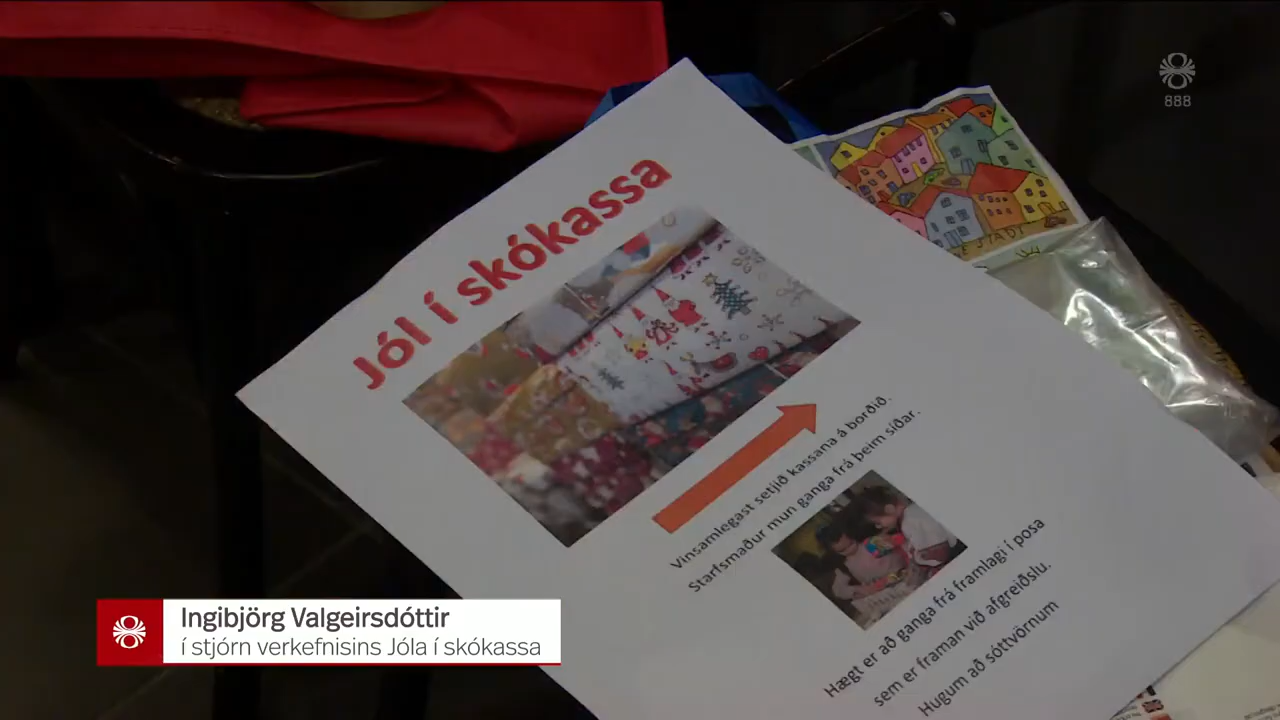 888
Jól í skókassa
Vinsamlegast setjið kassana á borðið.
Starfsmaður mun ganga frá þeim síðar.
Hægt er að ganga frá framlagi í posa
sem er framan við afgreiðslu.
Hugum að sóttvörnum
Ingibjörg Valgeirsdóttir
í stjórn verkefnisins Jóla í skókassa